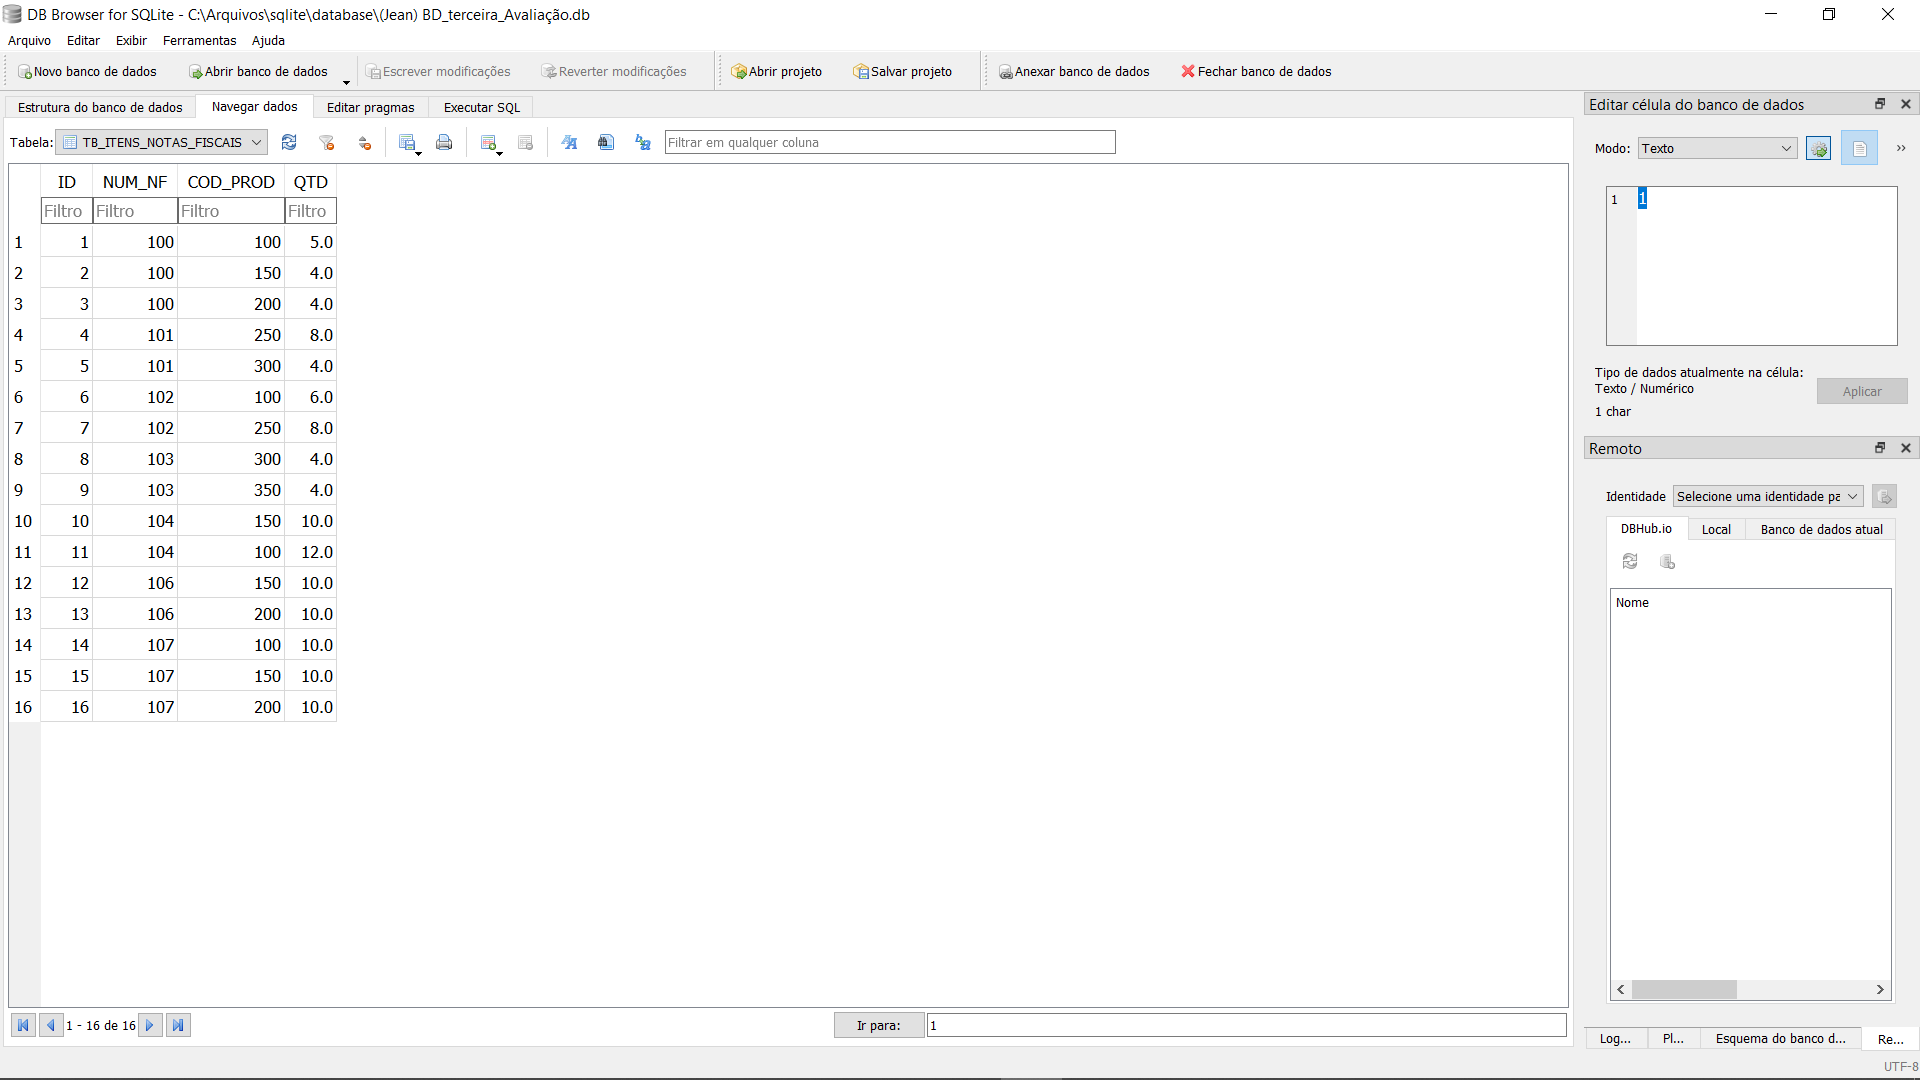 DB Browser for SQLite - C:\Arquivos\sqlite\database\(Jean) BD_terceira_Avaliação.db
Arquivo Editar Exibir Ferramentas Ajuda
Novo banco de dados Abrir banco de dados Escrever modificações Reverter modificações Abrir projeto Salvar projeto Anexar banco de dados Fechar banco de dados
Estrutura do banco de dados Navegar dados Editar pragmas Executar SQL
Tabela: TB_ITENS_NOTAS_FISCAIS Filtrar em qualquer coluna
ID NUM_NF COD_PROD QTD
Filtro Filtro Filtro Filtro
1 1 100 100 5.0
2 2 100 150 4.0
3 3 100 200 4.0
4 4 101 250 8.0
5 5 101 300 4.0
6 6 102 100 6.0
7 7 102 250 8.0
8 8 103 300 4.0
9 9 103 350 4.0
10 10 104 150 10.0
11 11 104 100 12.0
12 12 106 150 10.0
13 13 106 200 10.0
14 14 107 100 10.0
15 15 107 150 10.0
16 16 107 200 10.0
1 - 16 de 16 Ir para: 1
Editar célula do banco de dados
Modo: Texto
1 1
Tipo de dados atualmente na célula:
Texto / Numérico
Aplicar
1 char
Remoto
Identidade Selecione uma identidade pa
DBHub.io Local Banco de dados atual
Nome
Log... Pl... Esquema do banco d... Re...
UTF-8